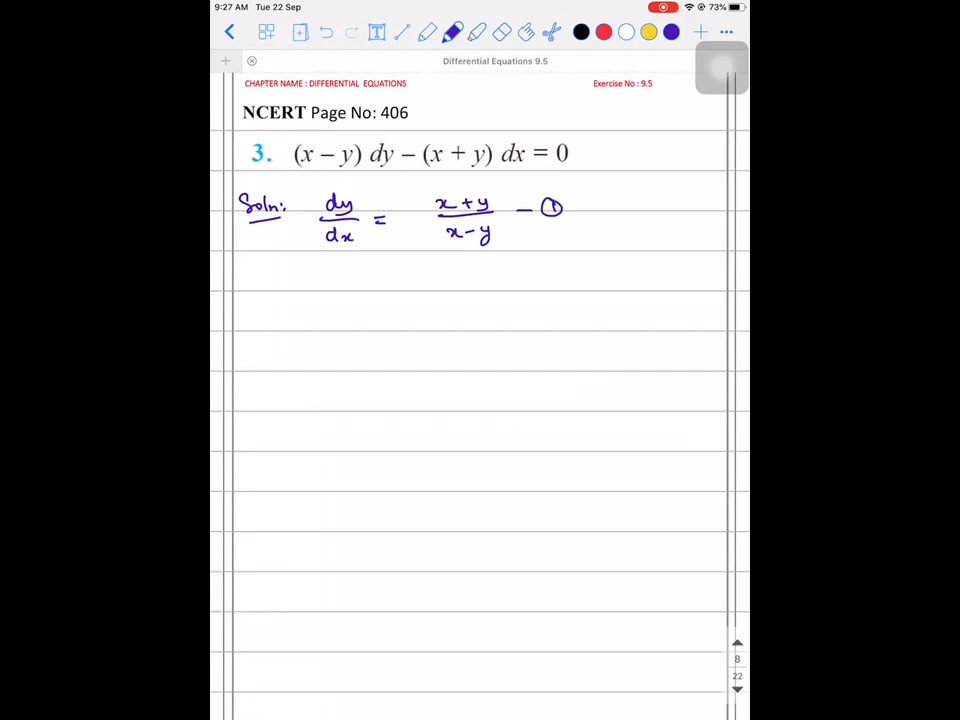 9:27 AM Tue 22 Sep 73%
Differential Equations 9.5
CHAPTER NAME : DIFFERENTIAL EQUATIONS Exercise No : 9.5
NCERT Page No: 406
3. (x – y) dy – (x + y) dx = 0
Soln: dy/dx = x+y/x-y - ①
8
22